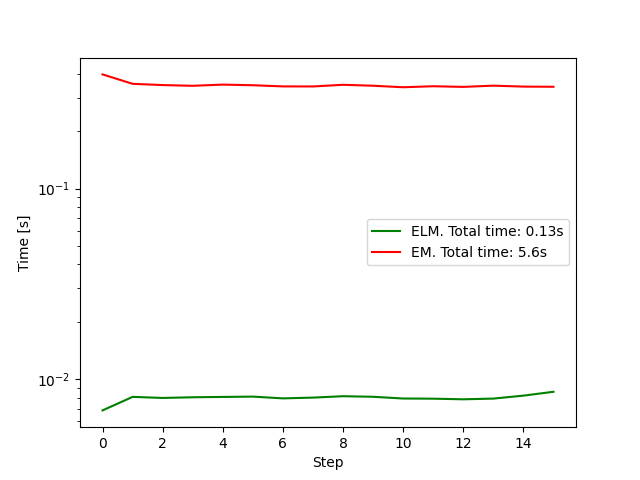 Time [s]
10⁻¹
10⁻²
ELM. Total time: 0.13s
EM. Total time: 5.6s
0 2 4 6 8 10 12 14
Step